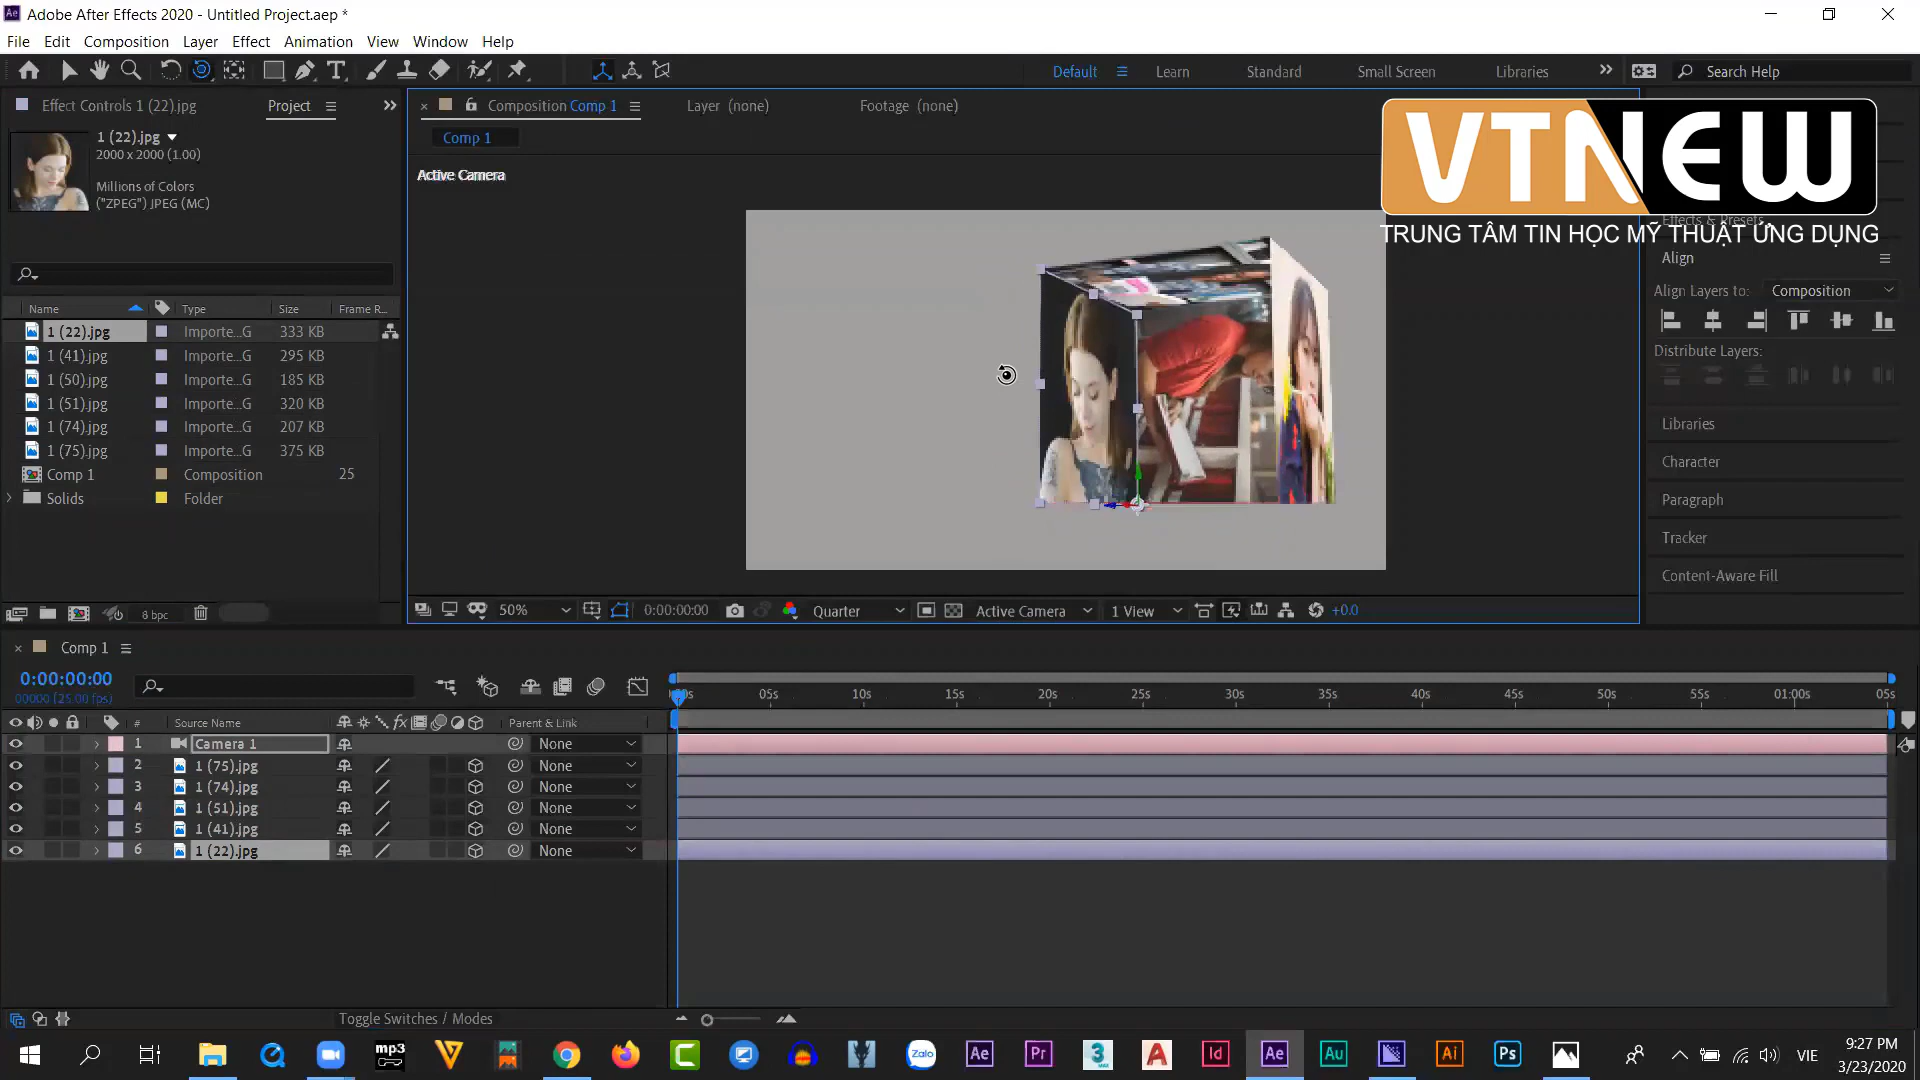 Adobe After Effects 2020 - Untitled Project.aep *
File Edit Composition Layer Effect Animation View Window Help
Default Learn Standard Small Screen Libraries Search Help
Effect Controls 1 (22).jpg Project Composition Comp 1 Layer (none) Footage (none)
1 (22).jpg
2000 x 2000 (1.00)
Millions of Colors
("ZPEG") JPEG (MC)
Comp 1
Active Camera
VTNEW
TRUNG TÂM TIN HỌC MỸ THUẬT ỨNG DỤNG
Effects & Presets
Align
Align Layers to: Composition
Distribute Layers:
Libraries
Character
Paragraph
Tracker
Content-Aware Fill
Name Type Size Frame R...
1 (22).jpg Importe...G 333 KB
1 (41).jpg Importe...G 295 KB
1 (50).jpg Importe...G 185 KB
1 (51).jpg Importe...G 320 KB
1 (74).jpg Importe...G 207 KB
1 (75).jpg Importe...G 375 KB
Comp 1 Composition 25
Solids Folder
8 bpc
50% 0:00:00:00 Quarter Active Camera 1 View +0.0
Comp 1
0:00:00:00
00000 (25.00 fps)
05s 10s 15s 20s 25s 30s 35s 40s 45s 50s 55s 01:00s 05s
# Source Name fx Parent & Link
1 Camera 1 None
2 1 (75).jpg None
3 1 (74).jpg None
4 1 (51).jpg None
5 1 (41).jpg None
6 1 (22).jpg None
Toggle Switches / Modes
mp3 Zalo Ae Pr 3 A Id Ae Au Ai Ps VIE
9:27 PM
3/23/2020